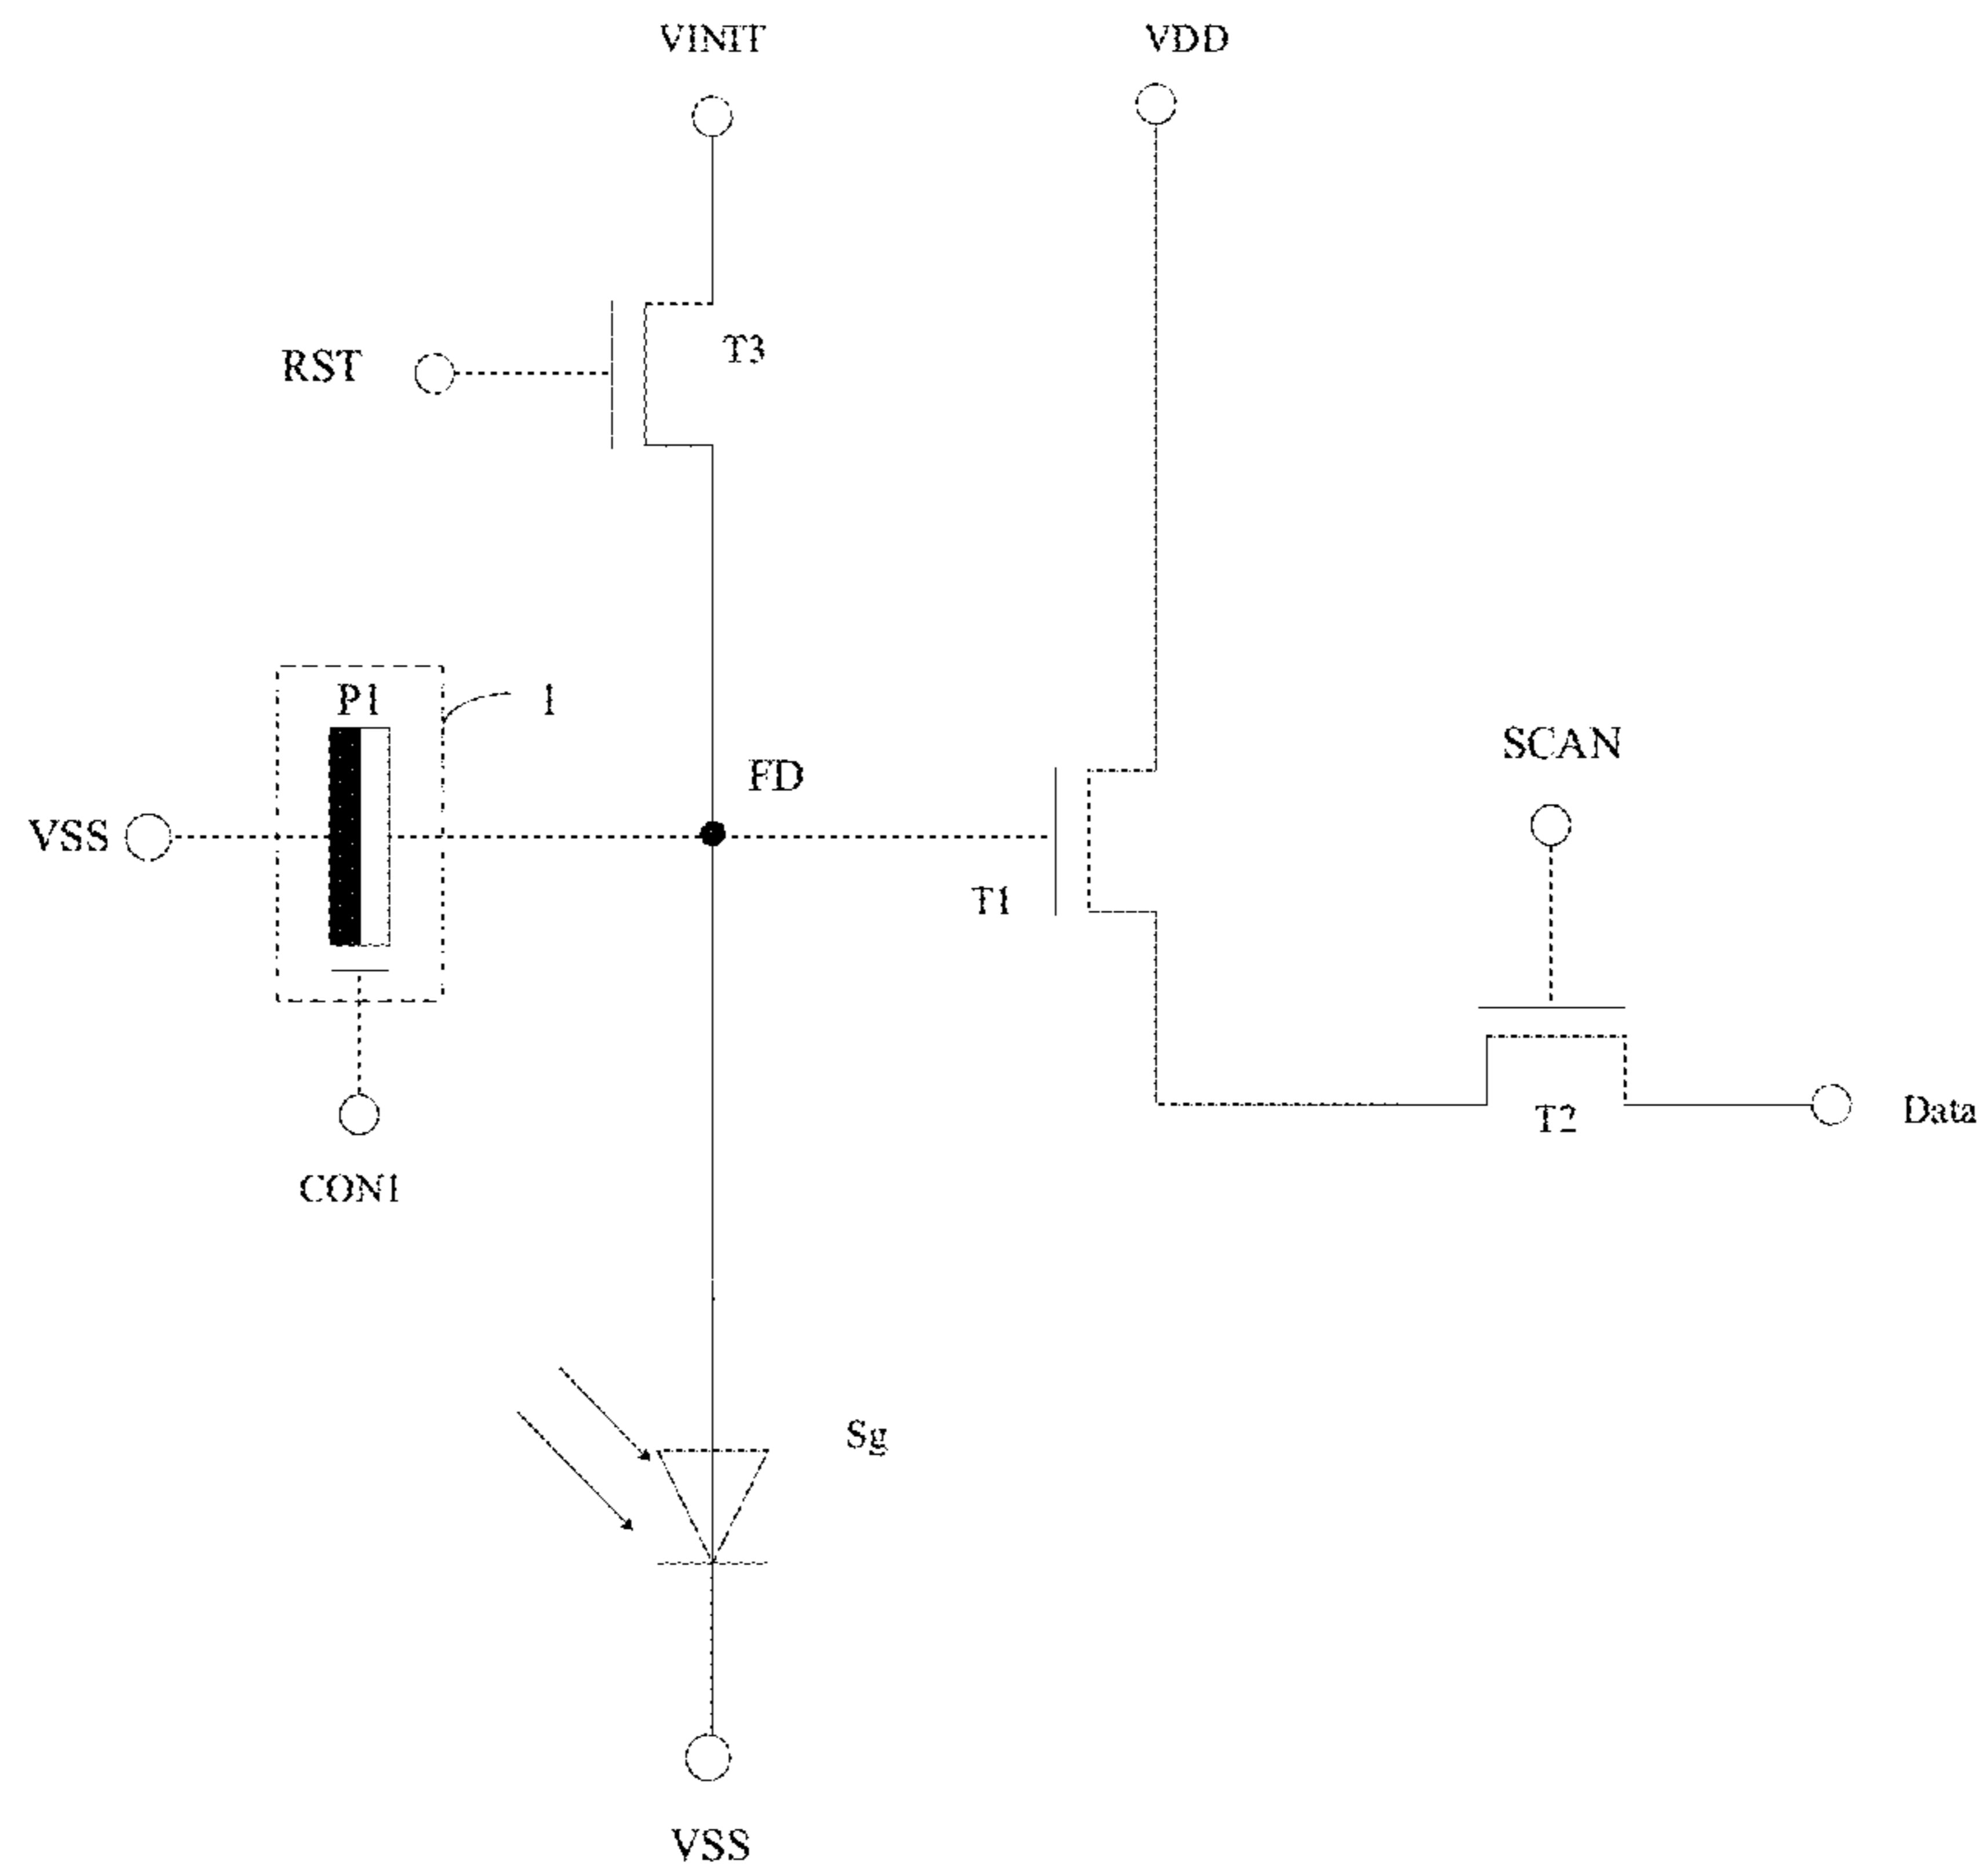 VINIT
VDD
T3
RST
P1
1
FD
SCAN
VSS
T1
Data
T2
CON1
Sg
VSS